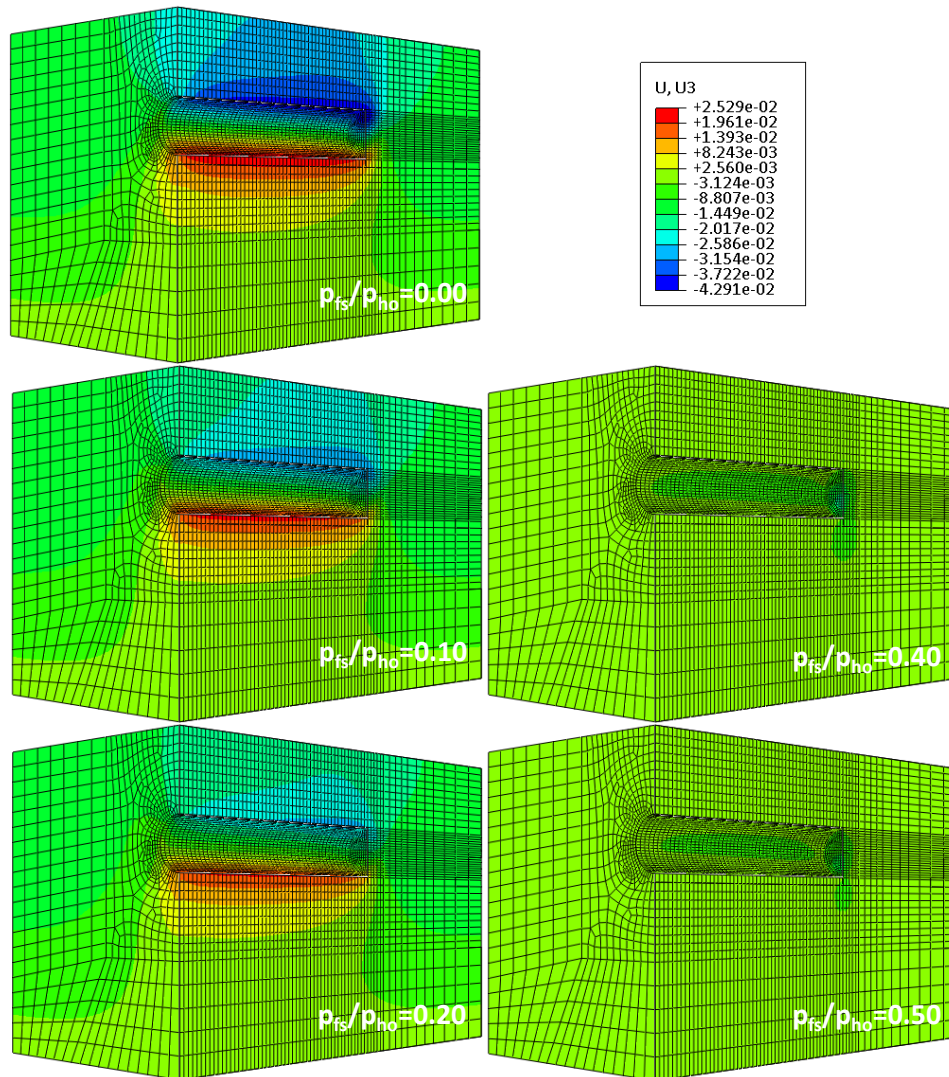 U, U3
+2.529e-02
+1.961e-02
+1.393e-02
+8.243e-03
+2.560e-03
-3.124e-03
-8.807e-03
-1.449e-02
-2.017e-02
-2.586e-02
-3.154e-02
-3.722e-02
-4.291e-02
pfs/pho=0.00
pfs/pho=0.10
pfs/pho=0.40
pfs/pho=0.20
pfs/pho=0.50